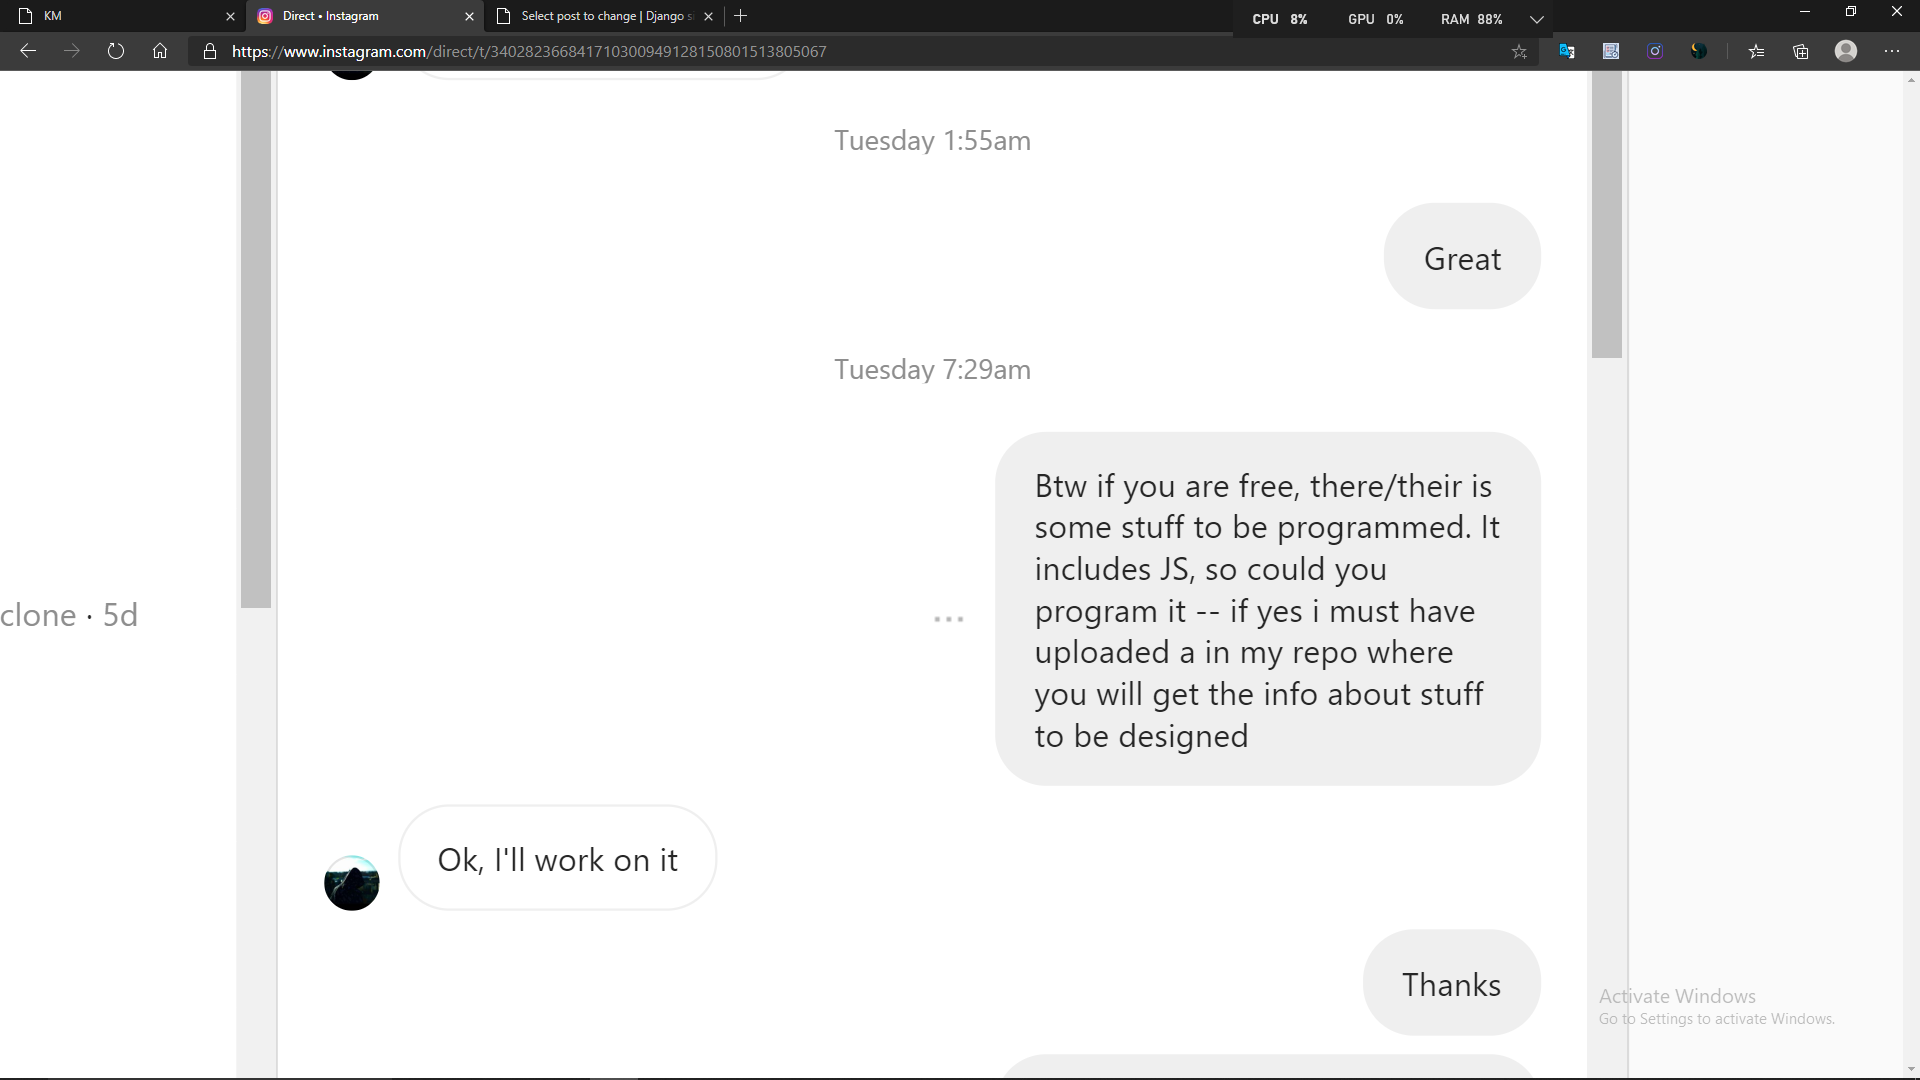 KM
Direct • Instagram
Select post to change | Django s
CPU 8% GPU 0% RAM 88%
https://www.instagram.com/direct/t/340282366841710300949128150801513805067
Tuesday 1:55am
Great
Tuesday 7:29am
Btw if you are free, there/their is
some stuff to be programmed. It
includes JS, so could you
program it -- if yes i must have
uploaded a in my repo where
you will get the info about stuff
to be designed
clone · 5d
Ok, I'll work on it
Thanks
Activate Windows
Go to Settings to activate Windows.